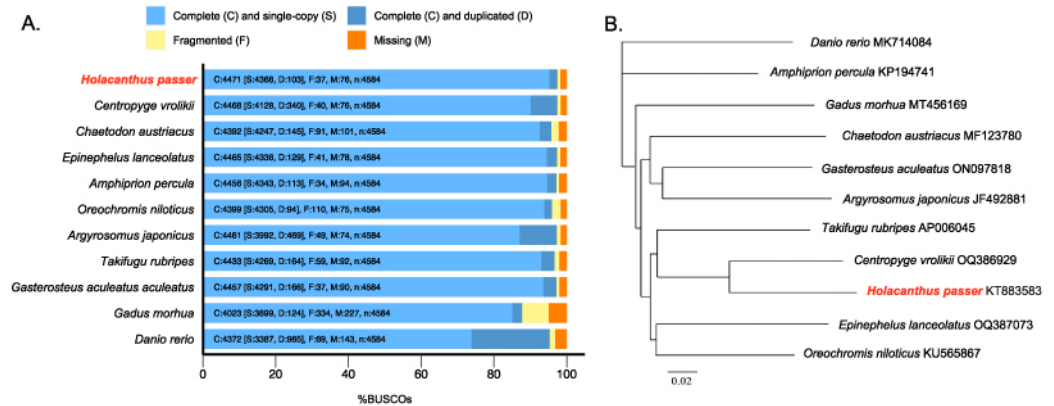 A.
Complete (C) and single-copy (S)
Complete (C) and duplicated (D)
Fragmented (F)
Missing (M)
Holacanthus passer C:4471 [S:4368, D:103], F:37, M:76, n:4584
Centropyge vrolikii C:4468 [S:4128, D:340], F:40, M:76, n:4584
Chaetodon austriacus C:4392 [S:4247, D:145], F:91, M:101, n:4584
Epinephelus lanceolatus C:4465 [S:4336, D:129], F:41, M:78, n:4584
Amphiprion percula C:4456 [S:4343, D:113], F:34, M:94, n:4584
Oreochromis niloticus C:4399 [S:4305, D:94], F:110, M:75, n:4584
Argyrosomus japonicus C:4461 [S:3992, D:469], F:49, M:74, n:4584
Takifugu rubripes C:4433 [S:4269, D:164], F:59, M:92, n:4584
Gasterosteus aculeatus aculeatus C:4457 [S:4291, D:166], F:37, M:90, n:4584
Gadus morhua C:4023 [S:3899, D:124], F:334, M:227, n:4584
Danio rerio C:4372 [S:3387, D:985], F:69, M:143, n:4584
0 20 40 60 80 100
%BUSCOs
B.
Danio rerio MK714084
Amphiprion percula KP194741
Gadus morhua MT456169
Chaetodon austriacus MF123780
Gasterosteus aculeatus ON097818
Argyrosomus japonicus JF492881
Takifugu rubripes AP006045
Centropyge vrolikii OQ386929
Holacanthus passer KT883583
Epinephelus lanceolatus OQ387073
Oreochromis niloticus KU565867
0.02